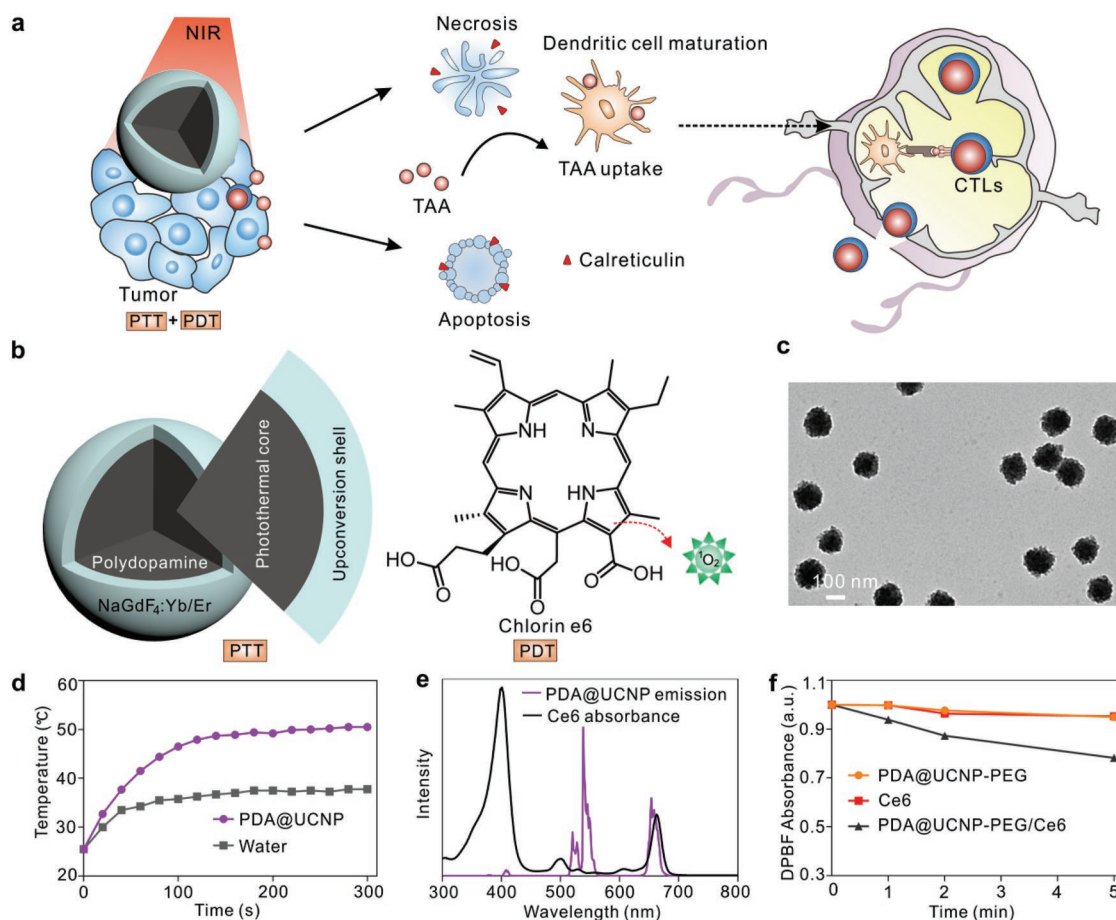 a
NIR
Tumor
PTT + PDT
Necrosis
TAA
Apoptosis
Dendritic cell maturation
TAA uptake
Calreticulin
CTLs
b
Polydopamine
NaGdF₄:Yb/Er
Photothermal core
Upconversion shell
PTT
NH
N
N
HN
HO
O
HO
O
O
OH
¹O₂
Chlorin e6
PDT
c
100 nm
d
Temperature (℃)
60
50
40
30
20
PDA@UCNP
Water
0
100
200
300
Time (s)
e
Intensity
PDA@UCNP emission
Ce6 absorbance
300
400
500
600
700
800
Wavelength (nm)
f
DPBF Absorbance (a.u.)
1.1
0.9
0.7
0.5
0.3
PDA@UCNP-PEG
Ce6
PDA@UCNP-PEG/Ce6
0
1
2
3
4
5
Time (min)